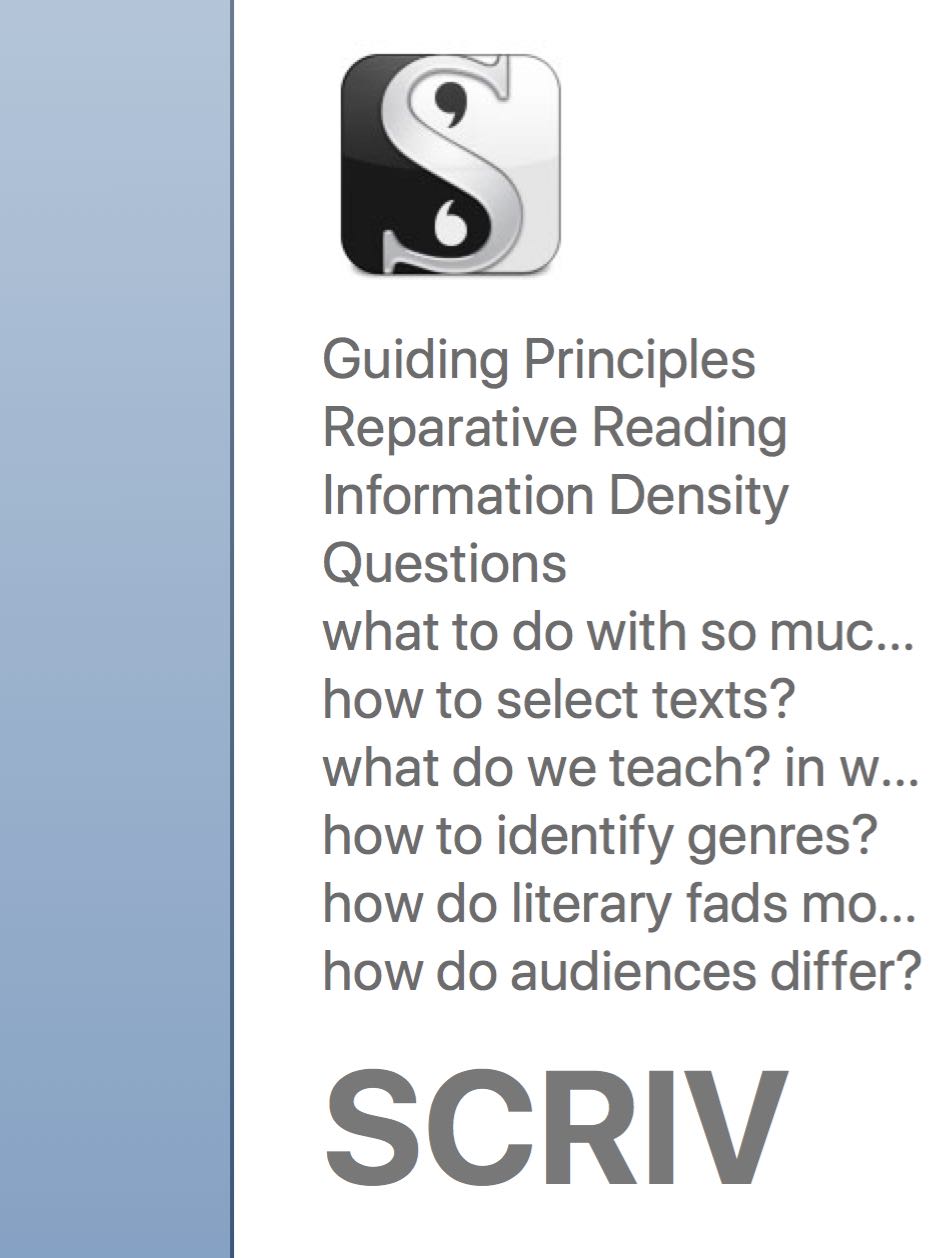 Guiding Principles
Reparative Reading
Information Density
Questions
what to do with so muc...
how to select texts?
what do we teach? in w...
how to identify genres?
how do literary fads mo...
how do audiences differ?
SCRIV